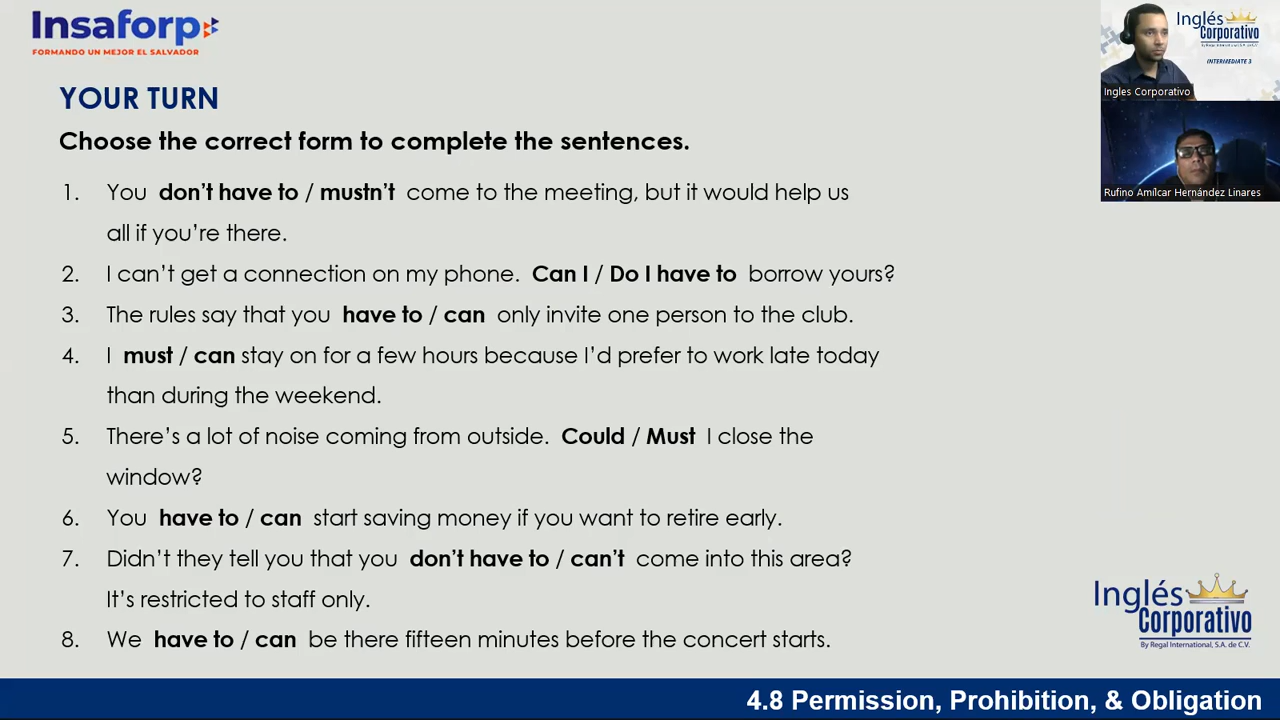 Insaforp
FORMANDO UN MEJOR EL SALVADOR
Inglés
Corporativo
By Regal International, S.A. de C.V.
INTERMEDIATE 3
Ingles Corporativo
Rufino Amílcar Hernández Linares
YOUR TURN
Choose the correct form to complete the sentences.
1. You don't have to / mustn't come to the meeting, but it would help us
all if you're there.
2. I can't get a connection on my phone. Can I / Do I have to borrow yours?
3. The rules say that you have to / can only invite one person to the club.
4. I must / can stay on for a few hours because I'd prefer to work late today
than during the weekend.
5. There's a lot of noise coming from outside. Could / Must I close the
window?
6. You have to / can start saving money if you want to retire early.
7. Didn't they tell you that you don't have to / can't come into this area?
It's restricted to staff only.
8. We have to / can be there fifteen minutes before the concert starts.
Inglés
Corporativo
By Regal International, S.A. de C.V.
4.8 Permission, Prohibition, & Obligation